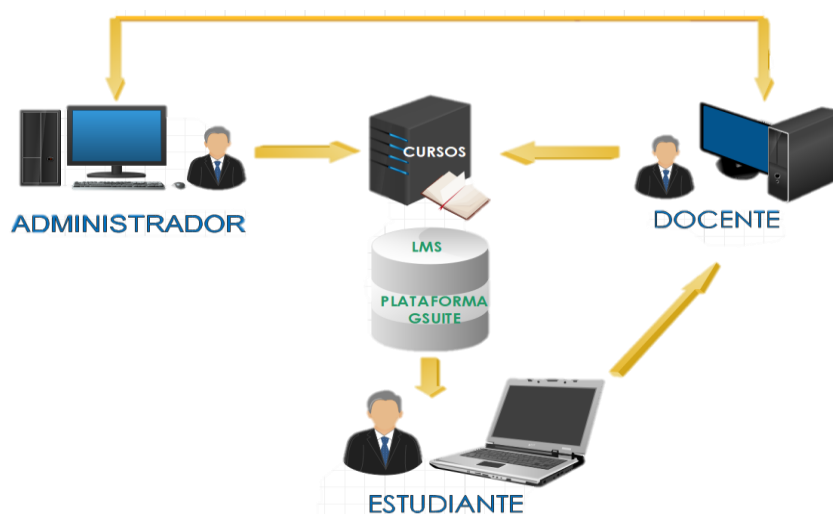 CURSOS
ADMINISTRADOR
DOCENTE
LMS
PLATAFORMA
GSUITE
ESTUDIANTE